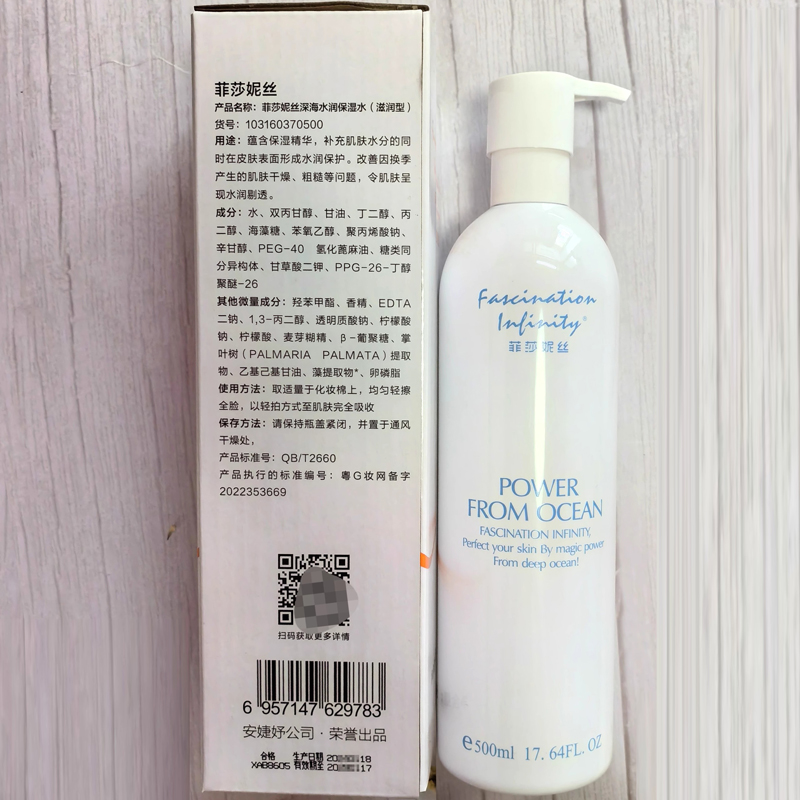 菲莎妮丝
产品名称：菲莎妮丝深海水润保湿水（滋润型）
货号：103160370500
用途：蕴含保湿精华，补充肌肤水分的同
时在皮肤表面形成水润保护。改善因换季
产生的肌肤干燥、粗糙等问题，令肌肤呈
现水润剔透。
成分：水、双丙甘醇、甘油、丁二醇、丙
二醇、海藻糖、苯氧乙醇、聚丙烯酸钠、
辛甘醇、PEG-40 氢化蓖麻油、糖类同
分异构体、甘草酸二钾、PPG-26-丁醇
聚醚-26
其他微量成分：羟苯甲酯、香精、EDTA
二钠、1,3-丙二醇、透明质酸钠、柠檬酸
钠、柠檬酸、麦芽糊精、β-葡聚糖、掌
叶树（PALMARIA PALMATA）提取
物、乙基己基甘油、藻提取物*、卵磷脂
使用方法：取适量于化妆棉上，均匀轻擦
全脸，以轻拍方式至肌肤完全吸收
保存方法：请保持瓶盖紧闭，并置于通风
干燥处，
产品标准号：QB/T2660
产品执行的标准编号：粤G妆网备字
2022353669
扫码获取更多详情
6 957147 629783
安婕妤公司·荣誉出品
合格 生产日期 20 18
XAB8605 有效期至 20 17
Fascination
Infinity®
菲莎妮丝
POWER
FROM OCEAN
FASCINATION INFINITY,
Perfect your skin By magic power
From deep ocean!
e500ml 17.64FL. OZ